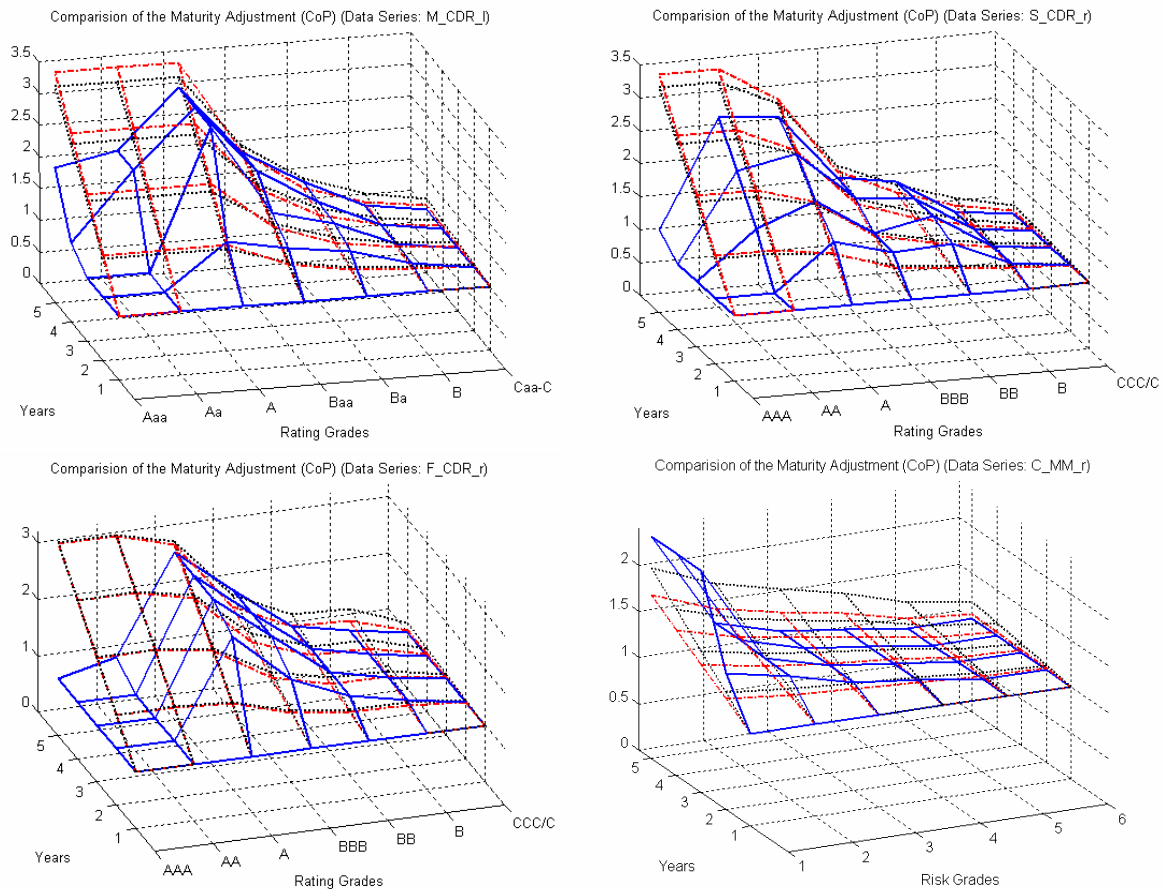 Comparision of the Maturity Adjustment (CoP) (Data Series: M_CDR_l)
3.5
3
2.5
2
1.5
1
0.5
0
5
4
3
2
1
Years
Aaa
Aa
A
Baa
Ba
B
Caa-C
Rating Grades
Comparision of the Maturity Adjustment (CoP) (Data Series: S_CDR_r)
3.5
3
2.5
2
1.5
1
0.5
0
5
4
3
2
1
Years
AAA
AA
A
BBB
BB
B
CCC/C
Rating Grades
Comparision of the Maturity Adjustment (CoP) (Data Series: F_CDR_r)
3
2
1
0
5
4
3
2
1
Years
AAA
AA
A
BBB
BB
B
CCC/C
Rating Grades
Comparision of the Maturity Adjustment (CoP) (Data Series: C_MM_r)
2
1.5
1
0.5
0
5
4
3
2
1
Years
1
2
3
4
5
6
Risk Grades